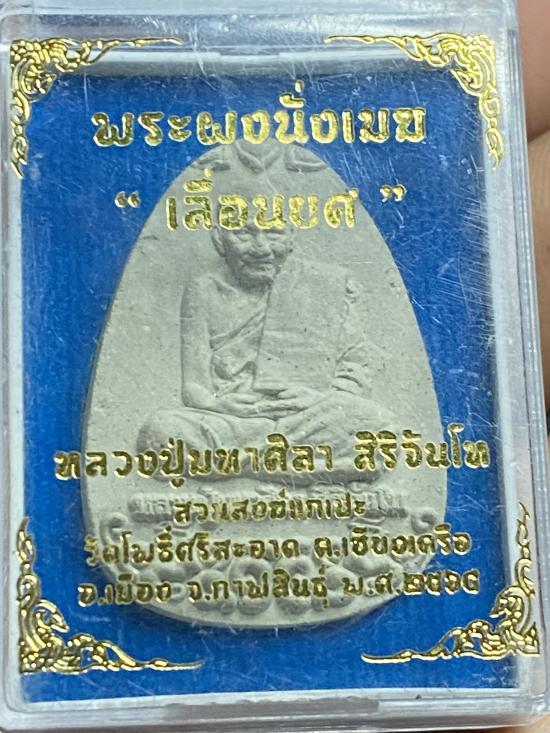 พระผงนั่งเมฆ
“ เลื่อนยศ ”
หลวงปู่มหาศิลา สิริจันโท
สวนสงฆ์แกเปะ
วัดโพธิ์ศรีสะอาด ต.เชียงเครือ
อ.เมือง จ.กาฬสินธุ์ พ.ศ.๒๕๖๕